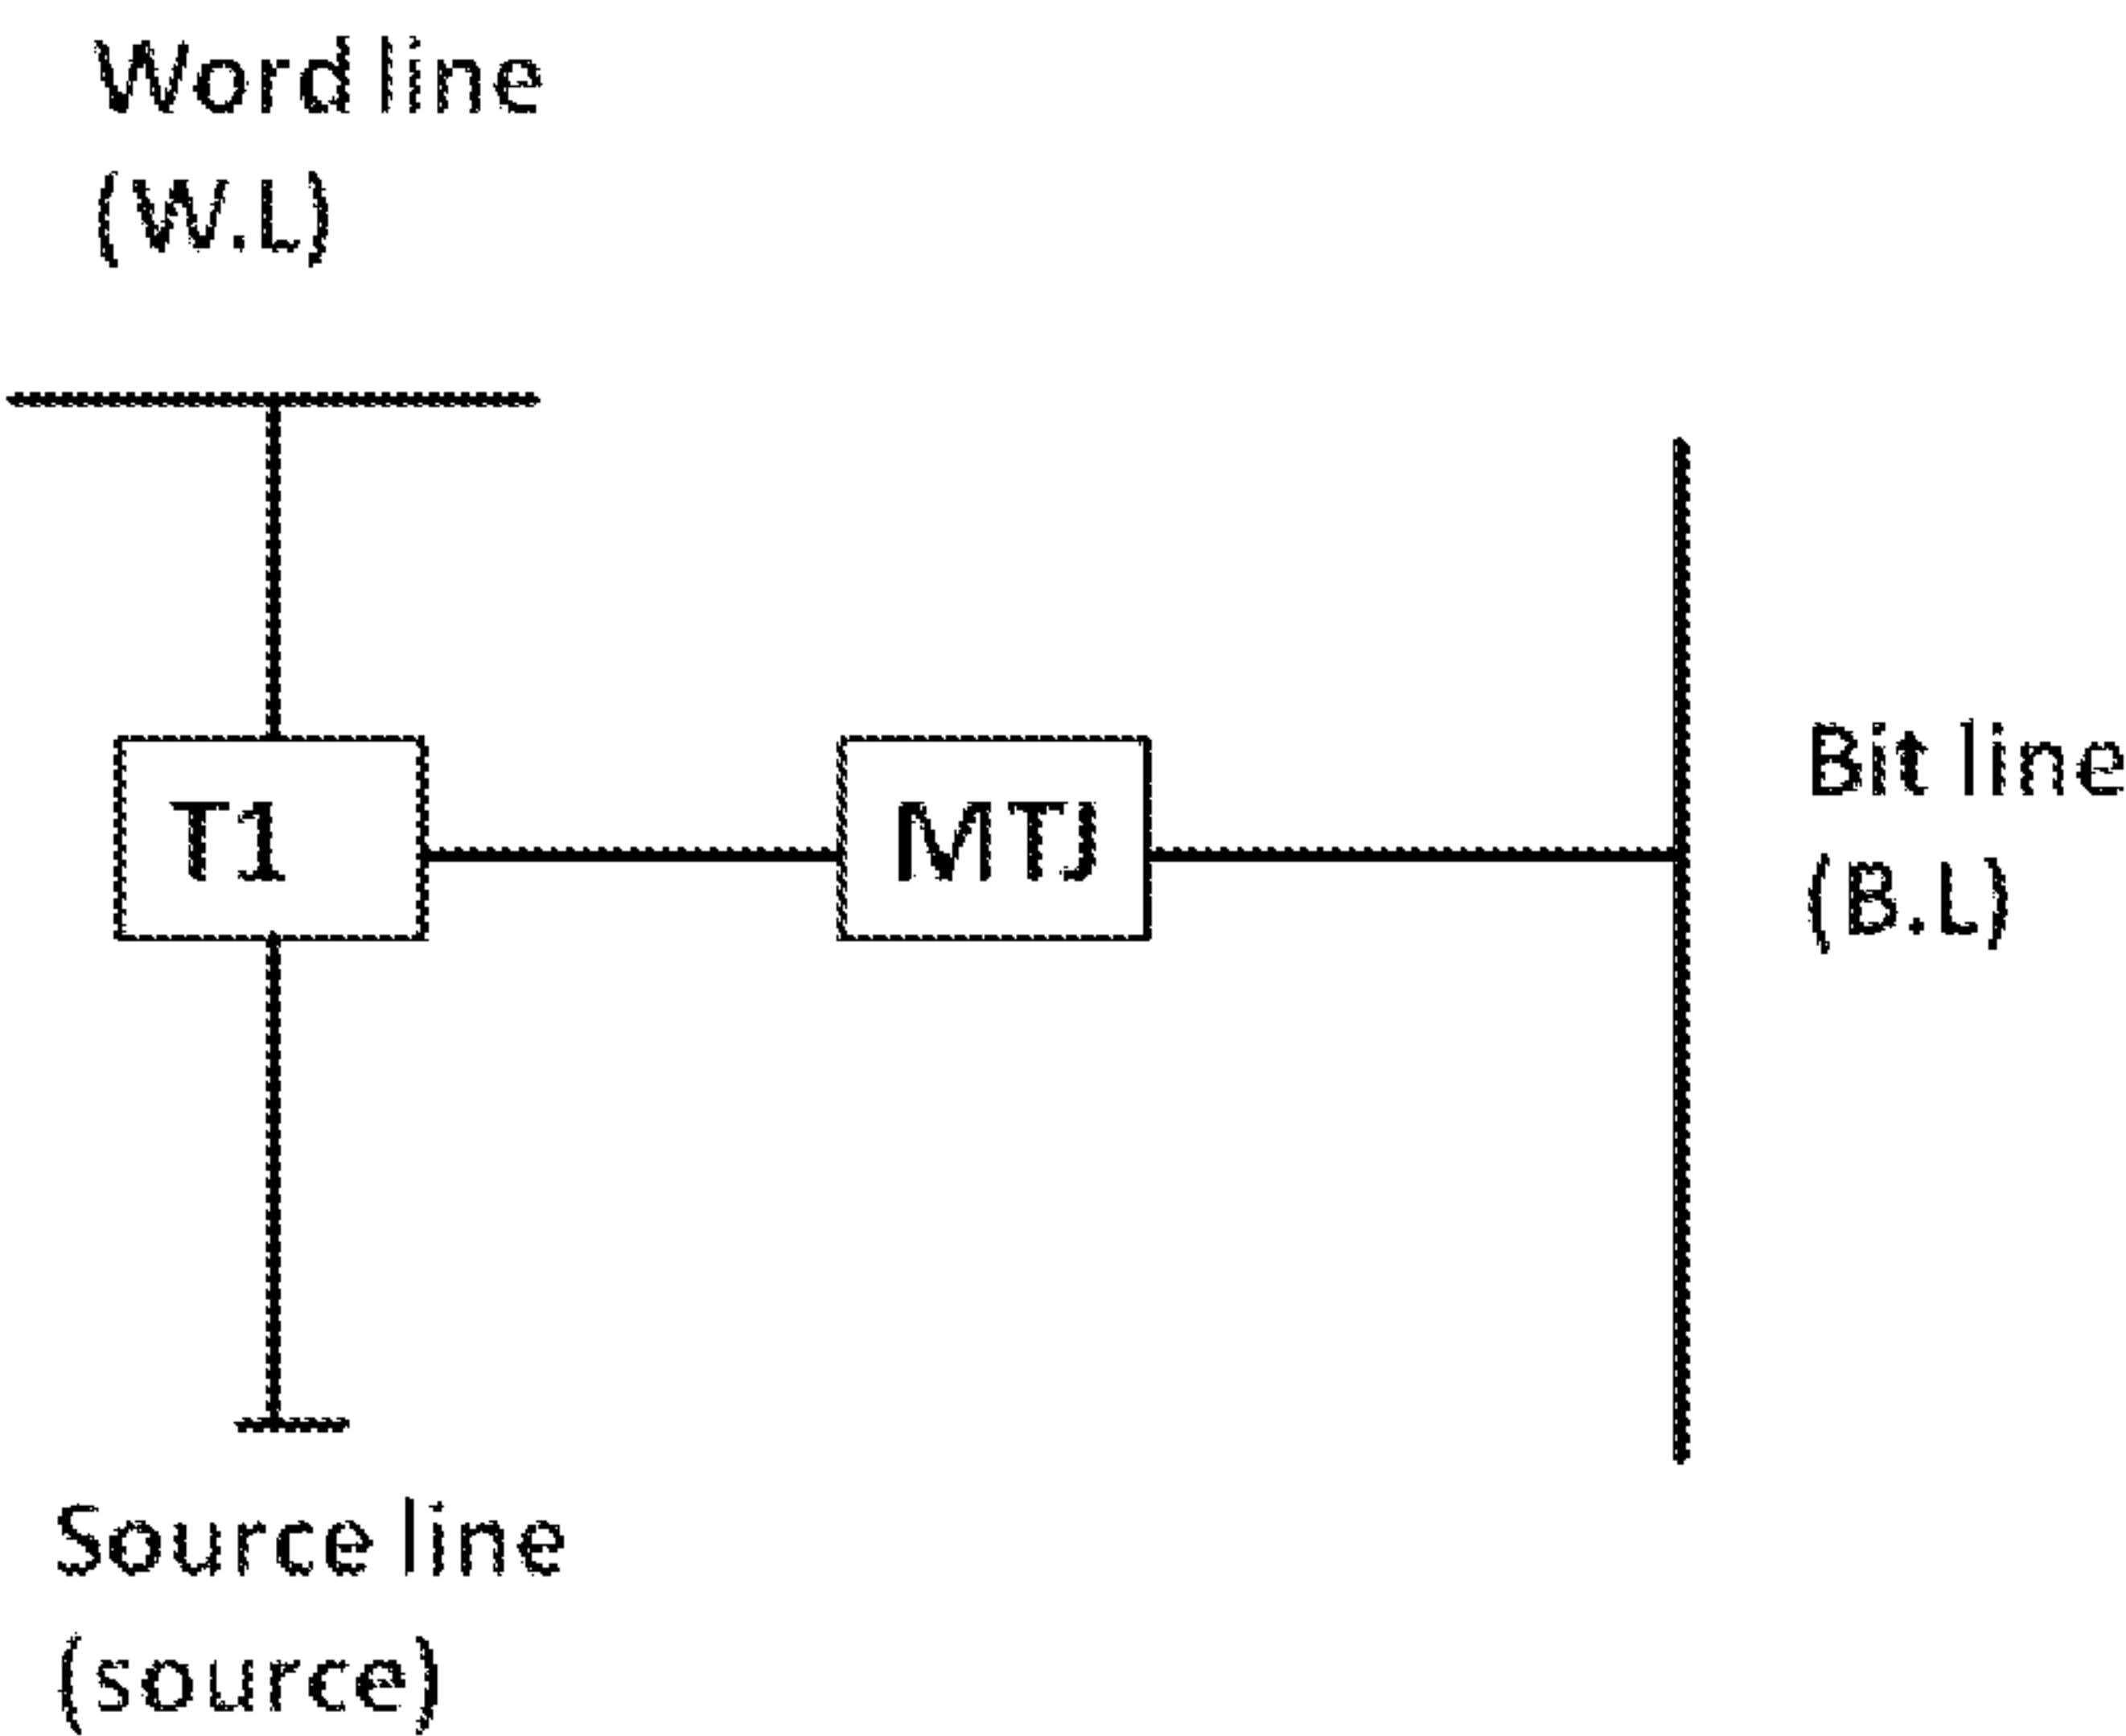 Word line
(W.L)
T1
MTJ
Bit line
(B.L)
Source line
(source)